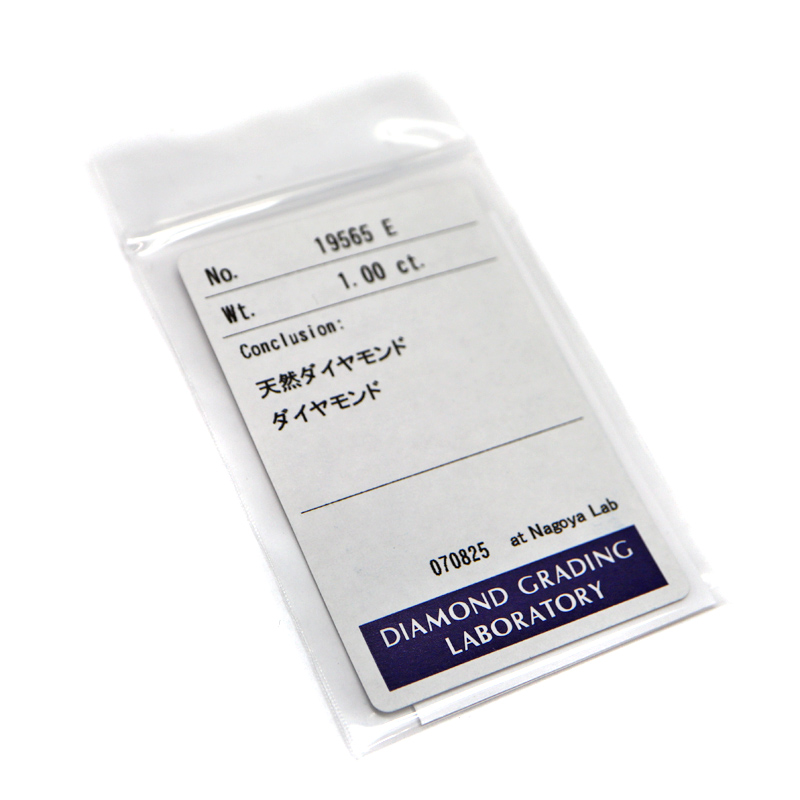 No. 19565 E
Wt. 1.00 ct.
Conclusion:
天然ダイヤモンド
ダイヤモンド
070825 at Nagoya Lab
DIAMOND GRADING
LABORATORY